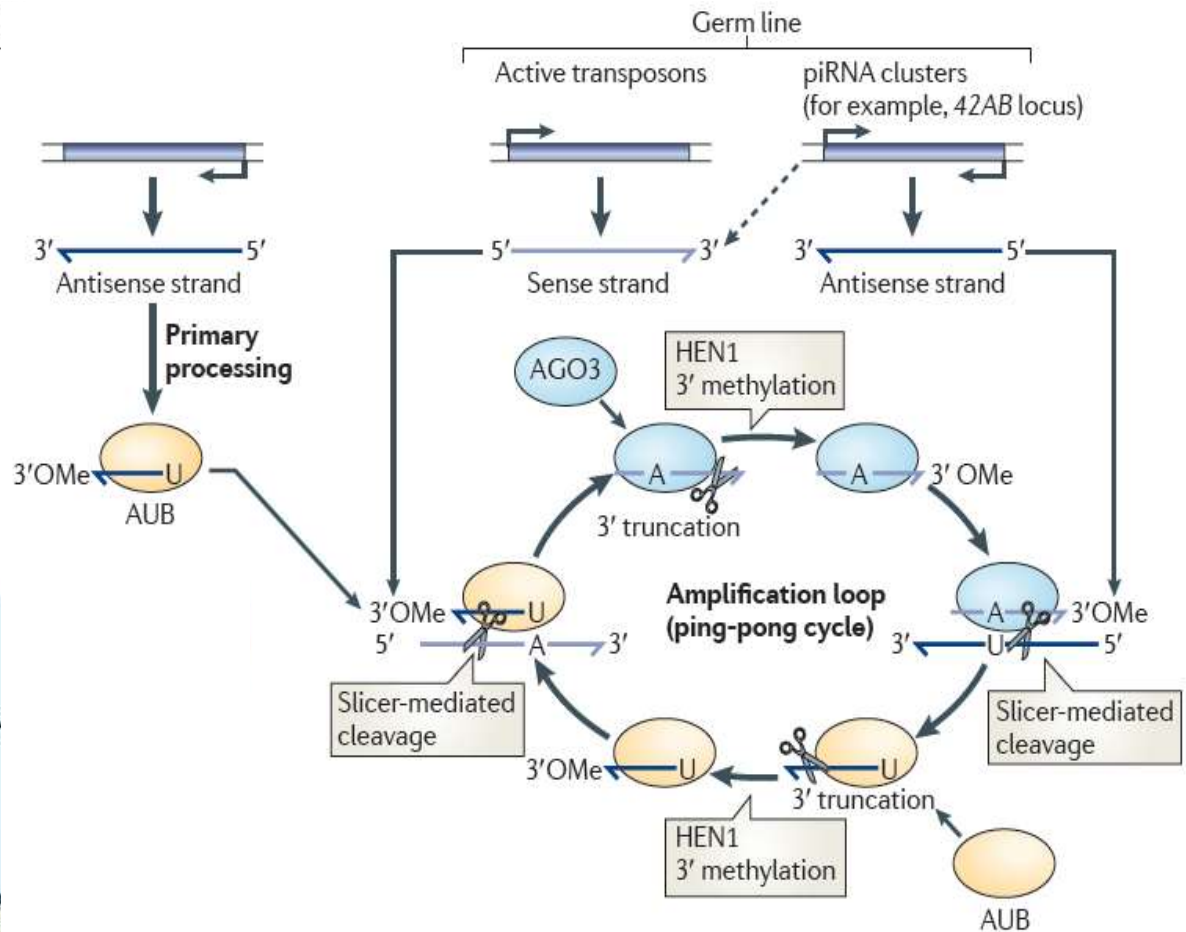 Germ line
Active transposons
piRNA clusters
(for example, 42AB locus)
3′ 5′
Antisense strand
5′ 3′
Sense strand
3′ 5′
Antisense strand
Primary
processing
3′OMe U
AUB
AGO3
HEN1
3′ methylation
A
3′ truncation
A 3′ OMe
3′OMe U
5′ A 3′
Slicer-mediated
cleavage
Amplification loop
(ping-pong cycle)
A 3′OMe
3′ U 5′
Slicer-mediated
cleavage
3′OMe U
U
3′ truncation
HEN1
3′ methylation
AUB